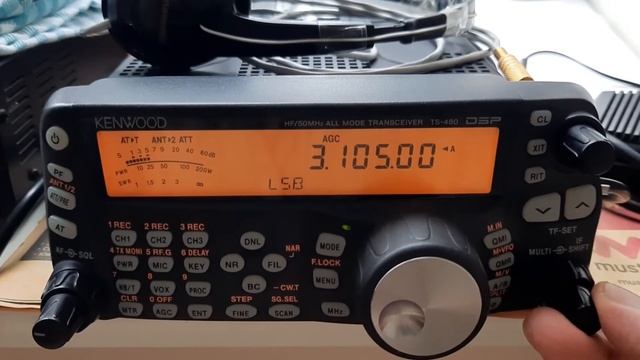 KENWOOD
HF/50MHz ALL MODE TRANSCEIVER TS-480 DSP
AT►T ANT►2 ATT
AGC
S 1 3 5 7 9 20 40 60dB
PWR 10 25 50 100 200W
SWR 1 1.5 2 3 ∞
3.105.00 ◄A
LSB
PF
ANT 1/2
ATT/PRE
AT
RF SQL
CL
XIT
RIT
TF-SET
MULTI IF SHIFT
1 REC 2 REC 3 REC
CH1 CH2 CH3
4 TX MONI 5 RF.G 6 DELAY
PWR MIC KEY
7 8 9
NB/T VOX PROC
CLR 0 OFF
MTR AGC ENT
DNL
NAR
NR FIL
BC
CW.T
STEP SG.SEL
FINE SCAN
MODE
F.LOCK
MENU
MHz
M.IN
QMI
M►VFO
QMR
M/V
A/B